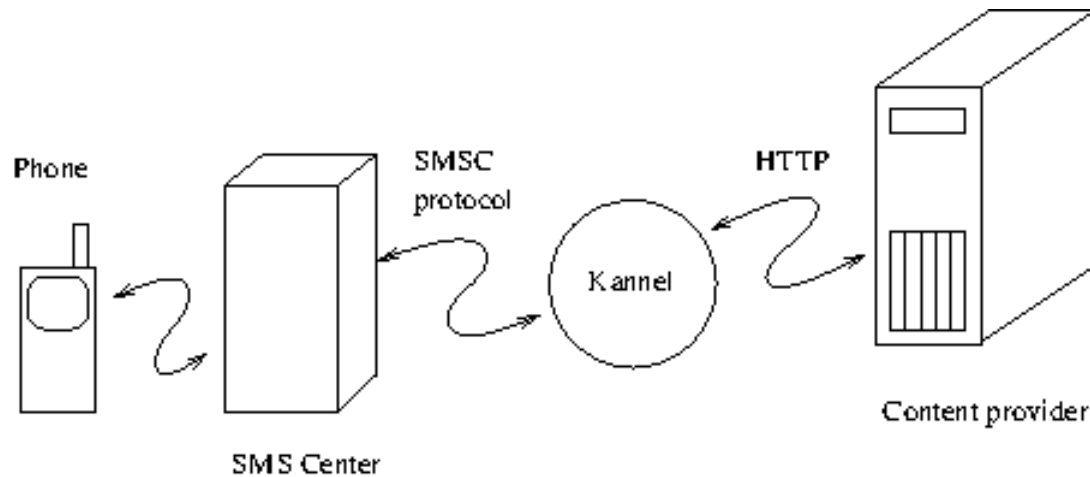 Phone
SMSC
protocol
HTTP
Kannel
Content provider
SMS Center